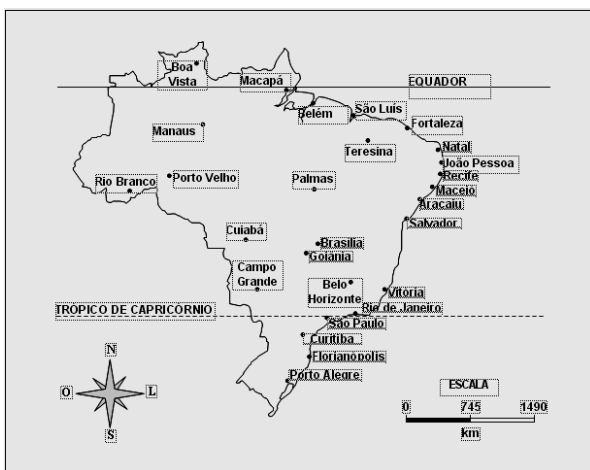 Boa
Vista
Macapá
EQUADOR
Belém
São Luís
Fortaleza
Manaus
Teresina
Natal
João Pessoa
Recife
Maceió
Aracaiu
Salvador
Rio Branco
Porto Velho
Palmas
Cuiabá
Brasília
Goiânia
Campo
Grande
Belo
Horizonte
Vitória
Rio de Janeiro
TRÓPICO DE CAPRICÓRNIO
São Paulo
Curitiba
Florianópolis
Porto Alegre
N
O
L
S
ESCALA
0 745 1490
km